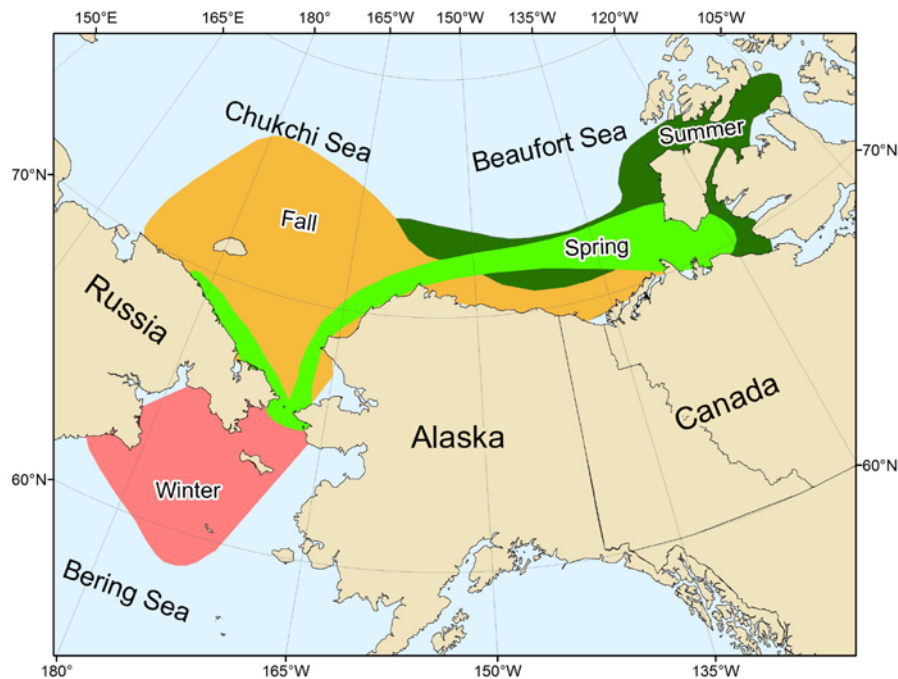 150°E 165°E 180° 165°W 150°W 135°W 120°W 105°W
Chukchi Sea
Beaufort Sea
Summer
70°N
70°N
Fall
Spring
Russia
Canada
Alaska
60°N
60°N
Winter
Bering Sea
180° 165°W 150°W 135°W